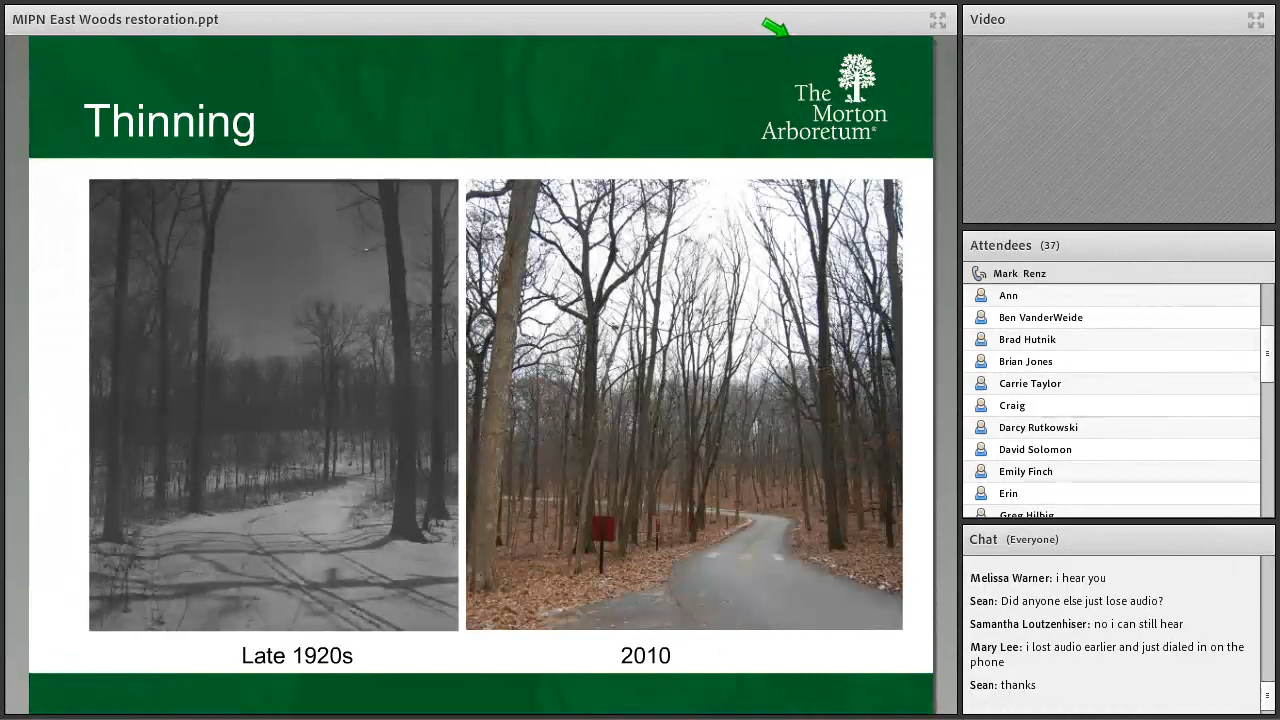 MIPN East Woods restoration.ppt
Thinning
The
Morton
Arboretum®
Late 1920s
2010
Video
Attendees (37)
Mark Renz
Ann
Ben VanderWeide
Brad Hutnik
Brian Jones
Carrie Taylor
Craig
Darcy Rutkowski
David Solomon
Emily Finch
Erin
Greg Hilbig
Chat (Everyone)
Melissa Warner: i hear you
Sean: Did anyone else just lose audio?
Samantha Loutzenhiser: no i can still hear
Mary Lee: i lost audio earlier and just dialed in on the
phone
Sean: thanks